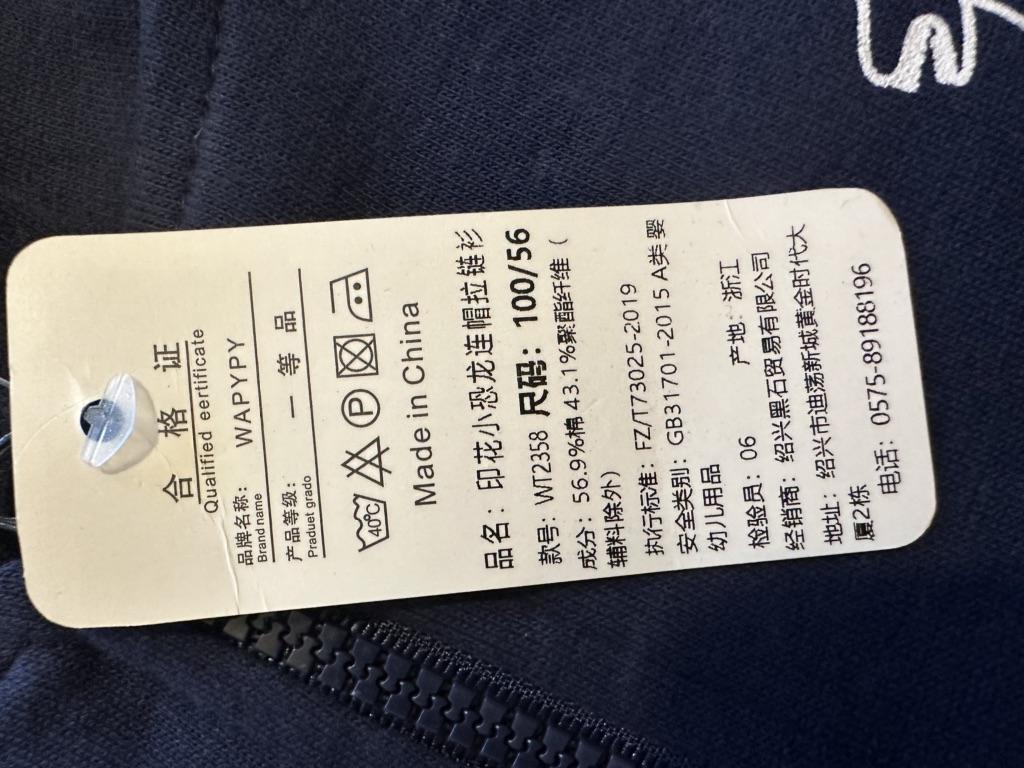 合 格 证
Qualified eertificate
品牌名称： WAPYPY
Brand name
产品等级： 一 等 品
Praduet grado
40℃ P
Made in China
品名：印花小恐龙连帽拉链衫
款号：WT2358 尺码：100/56
成分：56.9%棉 43.1%聚酯纤维（
辅料除外）
执行标准：FZ/T73025-2019
安全类别：GB31701-2015 A类 婴
幼儿用品
检验员：06 产地：浙江
经销商：绍兴黑石贸易有限公司
地址：绍兴市迪荡新城黄金时代大
厦2栋
电话：0575-89188196